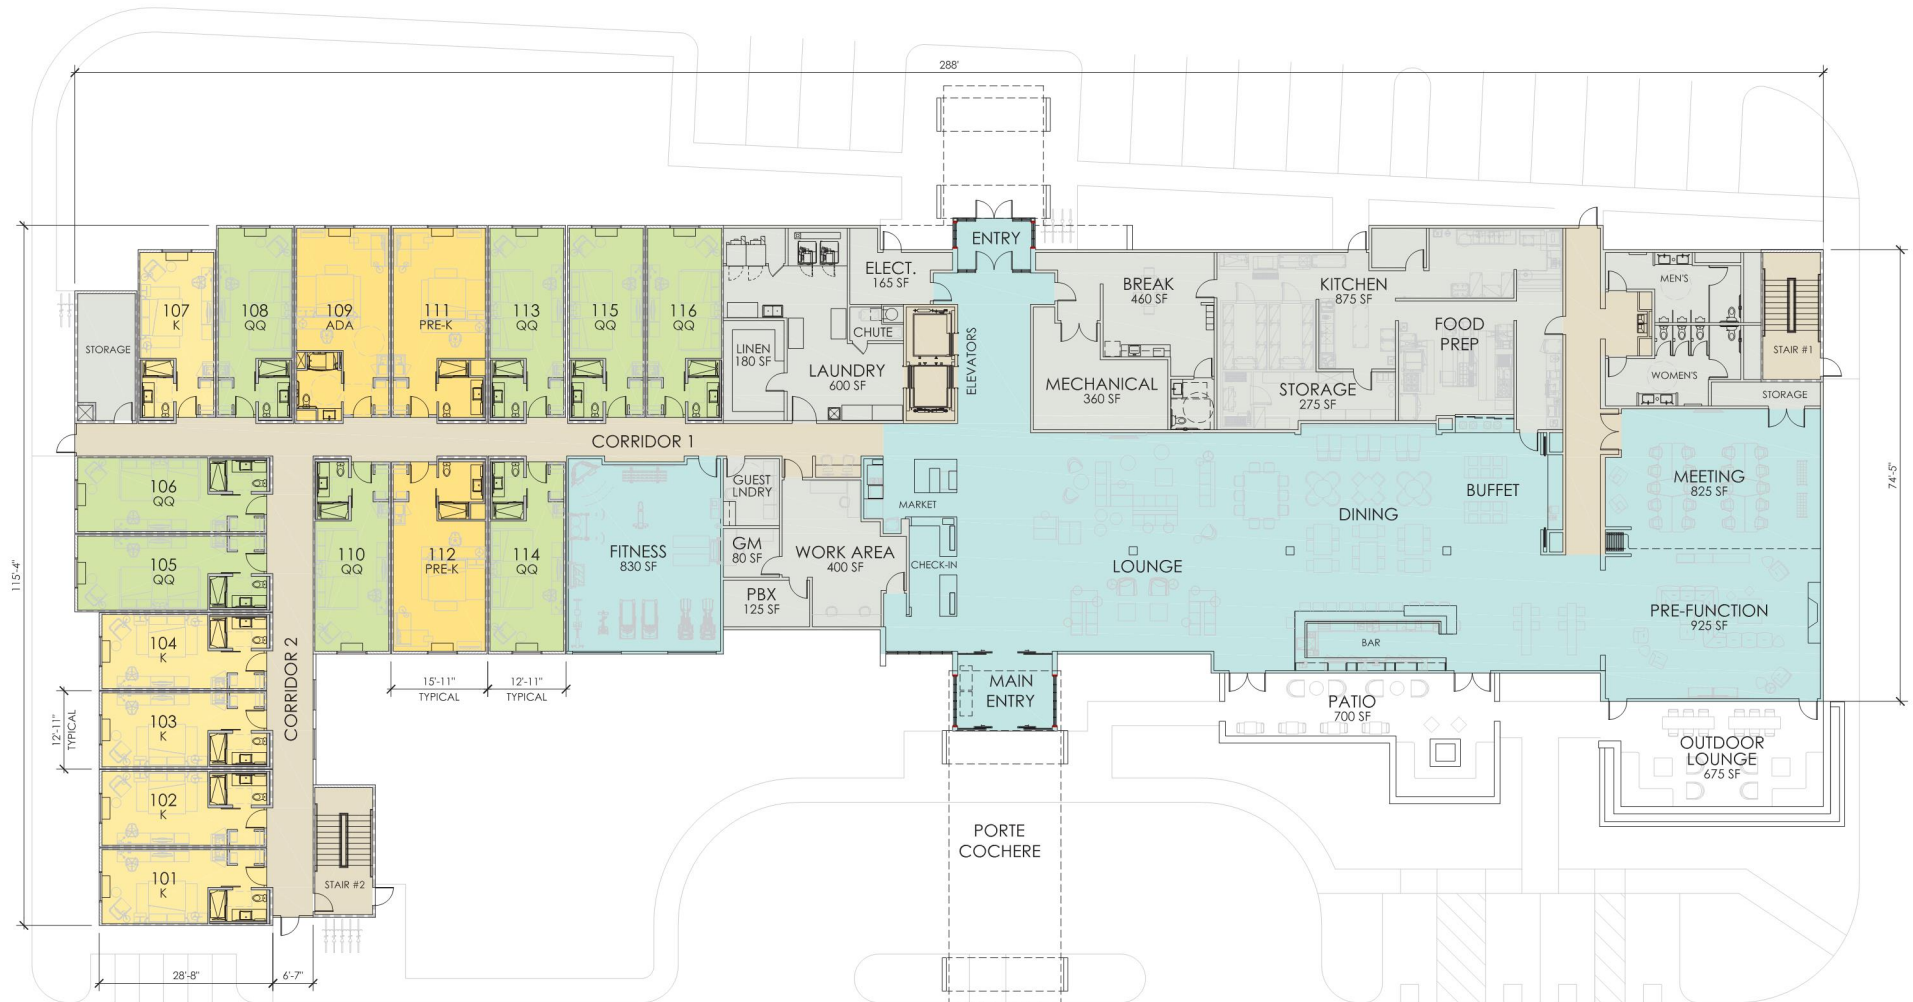 288'
ENTRY
ELECT.
165 SF
BREAK
460 SF
KITCHEN
875 SF
MEN'S
107
K
108
QQ
109
ADA
111
PRE-K
113
QQ
115
QQ
116
QQ
STORAGE
LINEN
180 SF
CHUTE
LAUNDRY
600 SF
ELEVATORS
MECHANICAL
360 SF
STORAGE
275 SF
FOOD
PREP
WOMEN'S
STAIR #1
STORAGE
CORRIDOR 1
106
QQ
105
QQ
110
QQ
112
PRE-K
114
QQ
FITNESS
830 SF
GUEST
LNDRY
GM
80 SF
WORK AREA
400 SF
PBX
125 SF
MARKET
CHECK-IN
LOUNGE
DINING
BUFFET
BAR
MEETING
825 SF
PRE-FUNCTION
925 SF
74'-5"
115'-4"
104
K
103
K
102
K
101
K
CORRIDOR 2
12'-11"
TYPICAL
15'-11"
TYPICAL
12'-11"
TYPICAL
MAIN
ENTRY
PATIO
700 SF
OUTDOOR
LOUNGE
675 SF
PORTE
COCHERE
STAIR #2
28'-8"
6'-7"